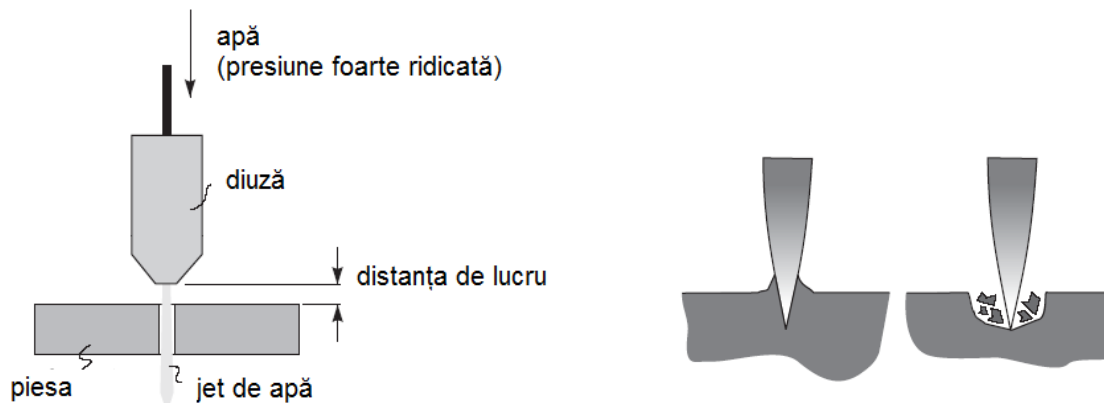 apă
(presiune foarte ridicată)
diuză
distanța de lucru
piesa
jet de apă